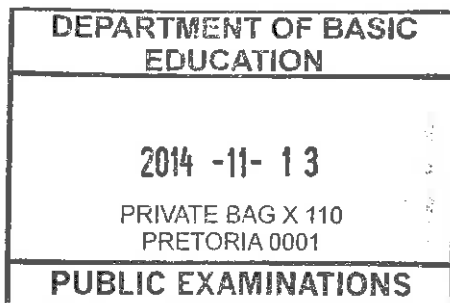 DEPARTMENT OF BASIC
EDUCATION
2014 -11- 13
PRIVATE BAG X 110
PRETORIA 0001
PUBLIC EXAMINATIONS